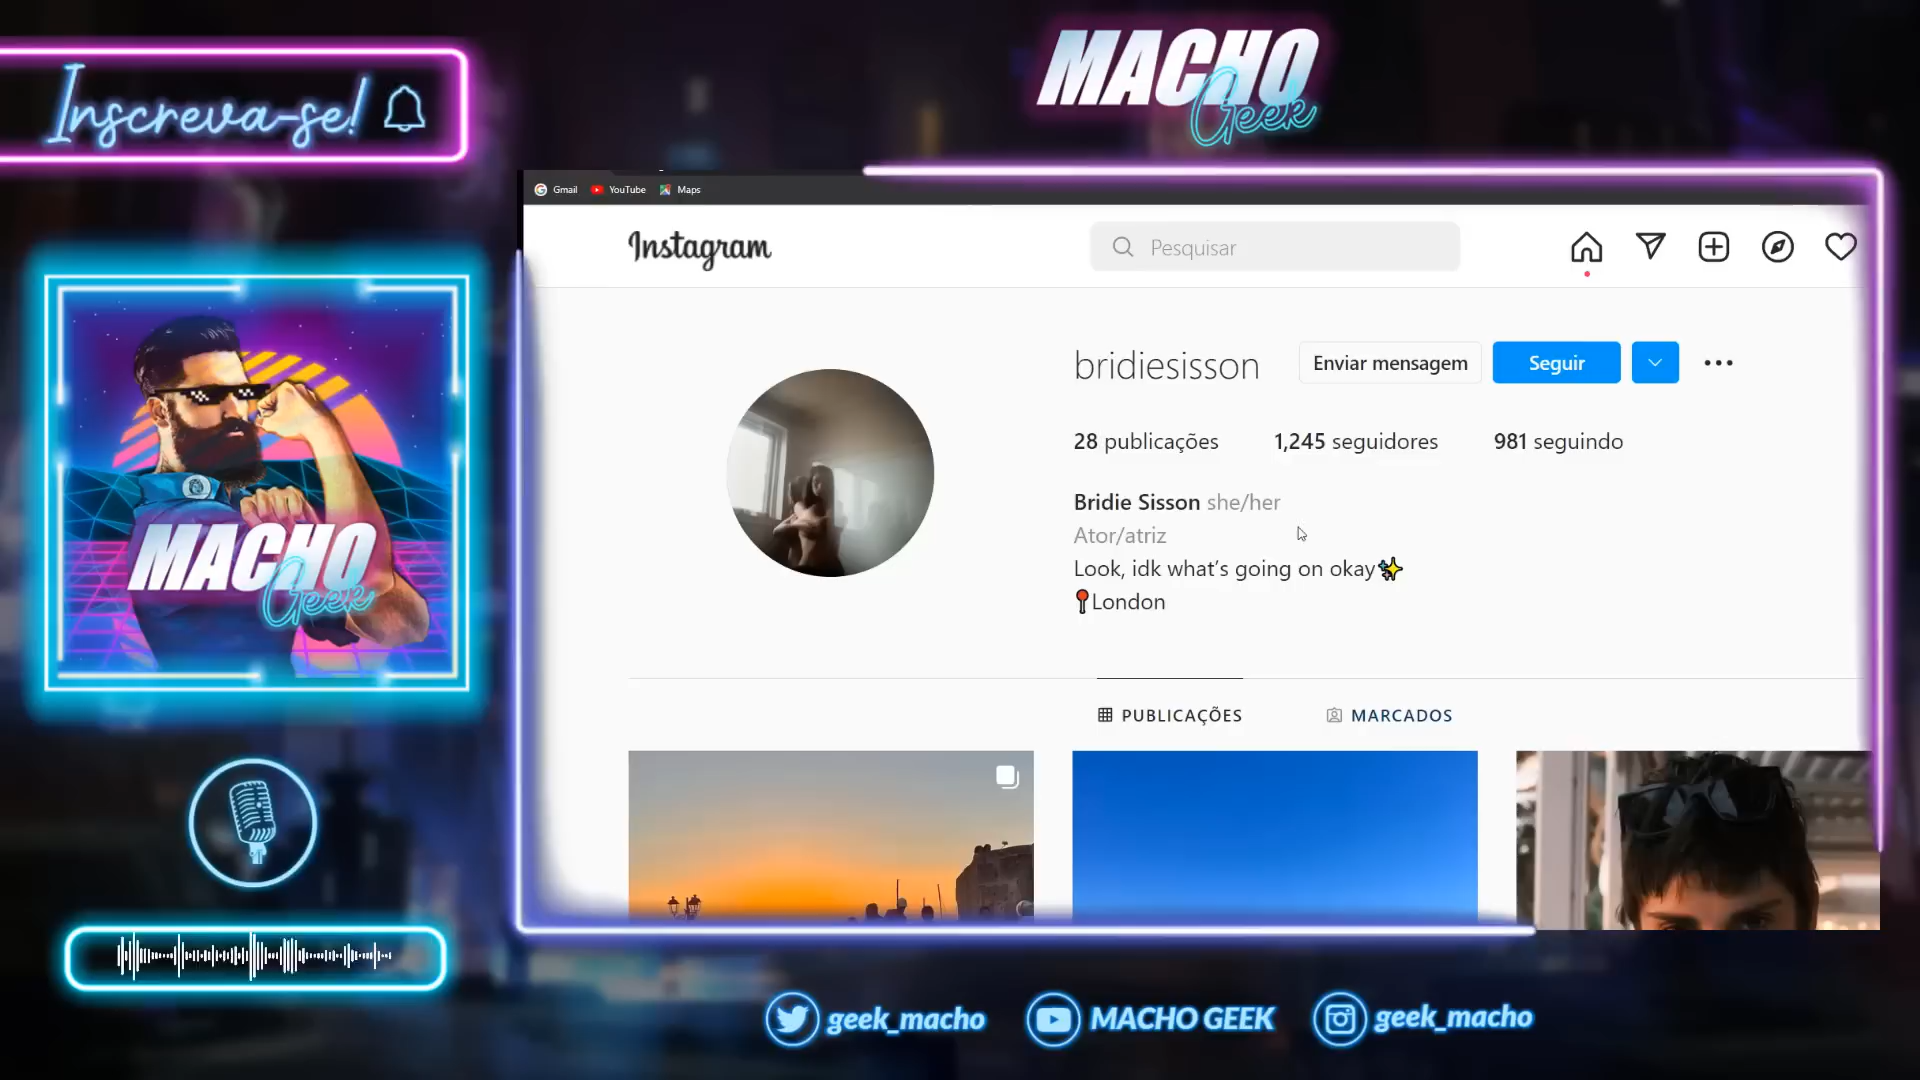 Inscreva-se!
MACHO
Geek
Gmail
YouTube
Maps
Instagram
Pesquisar
bridiesisson
Enviar mensagem
Seguir
28 publicações
1,245 seguidores
981 seguindo
Bridie Sisson she/her
Ator/atriz
Look, idk what's going on okay✨
📍London
PUBLICAÇÕES
MARCADOS
MACHO
Geek
geek_macho
MACHO GEEK
geek_macho